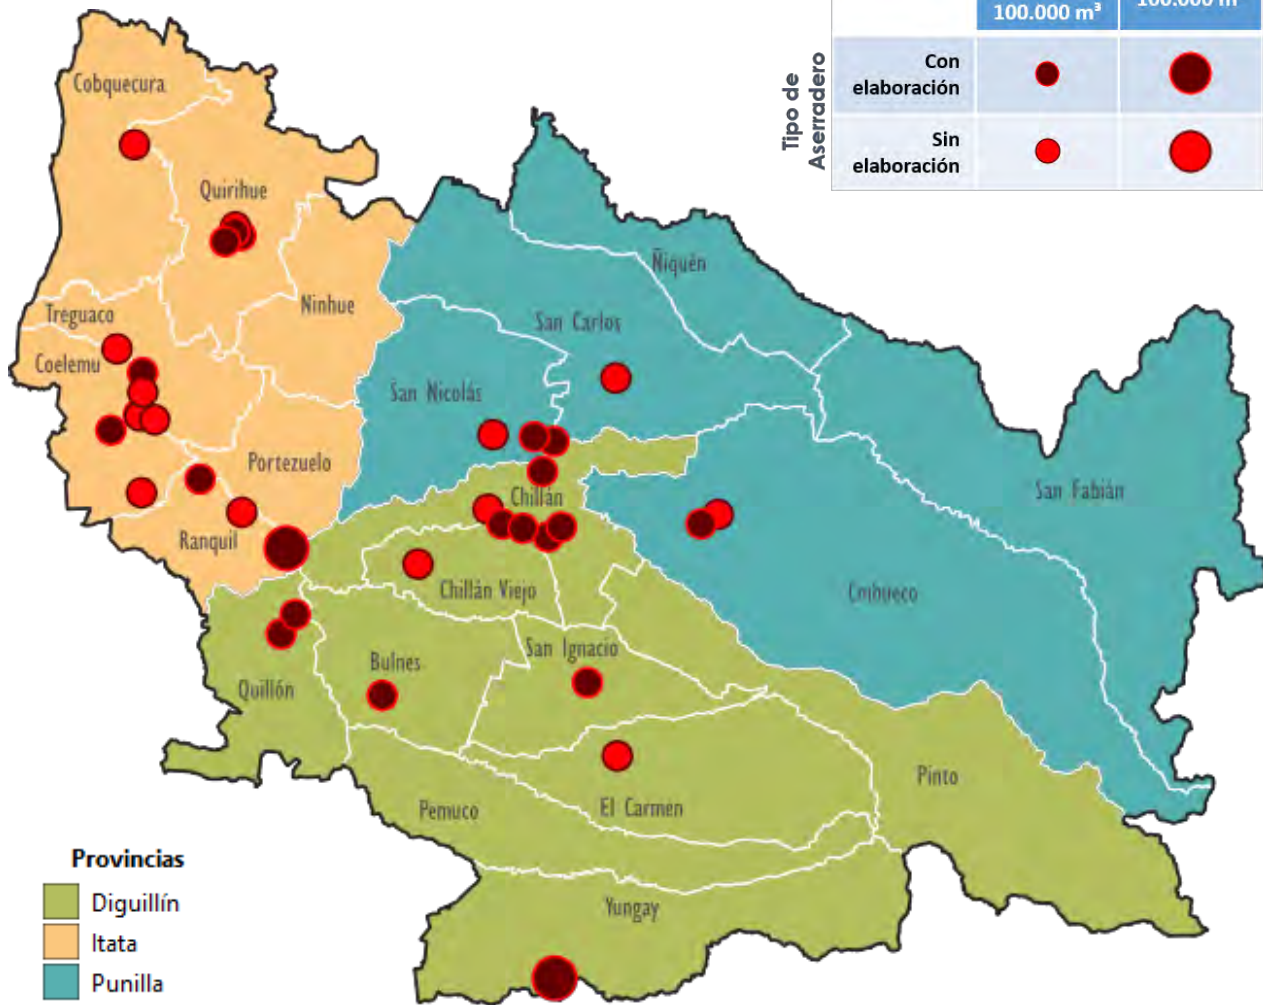 100.000 m³
100.000 m
Tipo de
Aserradero
Con
elaboración
Sin
elaboración
Cobquecura
Quirihue
Ñiquén
Ninhue
Treguaco
San Carlos
Coelemu
San Nicolás
Portezuelo
San Fabián
Chillán
Ranquil
Chillán Viejo
Coihueco
San Ignacio
Bulnes
Quillón
Pinto
Pemuco
El Carmen
Yungay
Provincias
Diguillín
Itata
Punilla